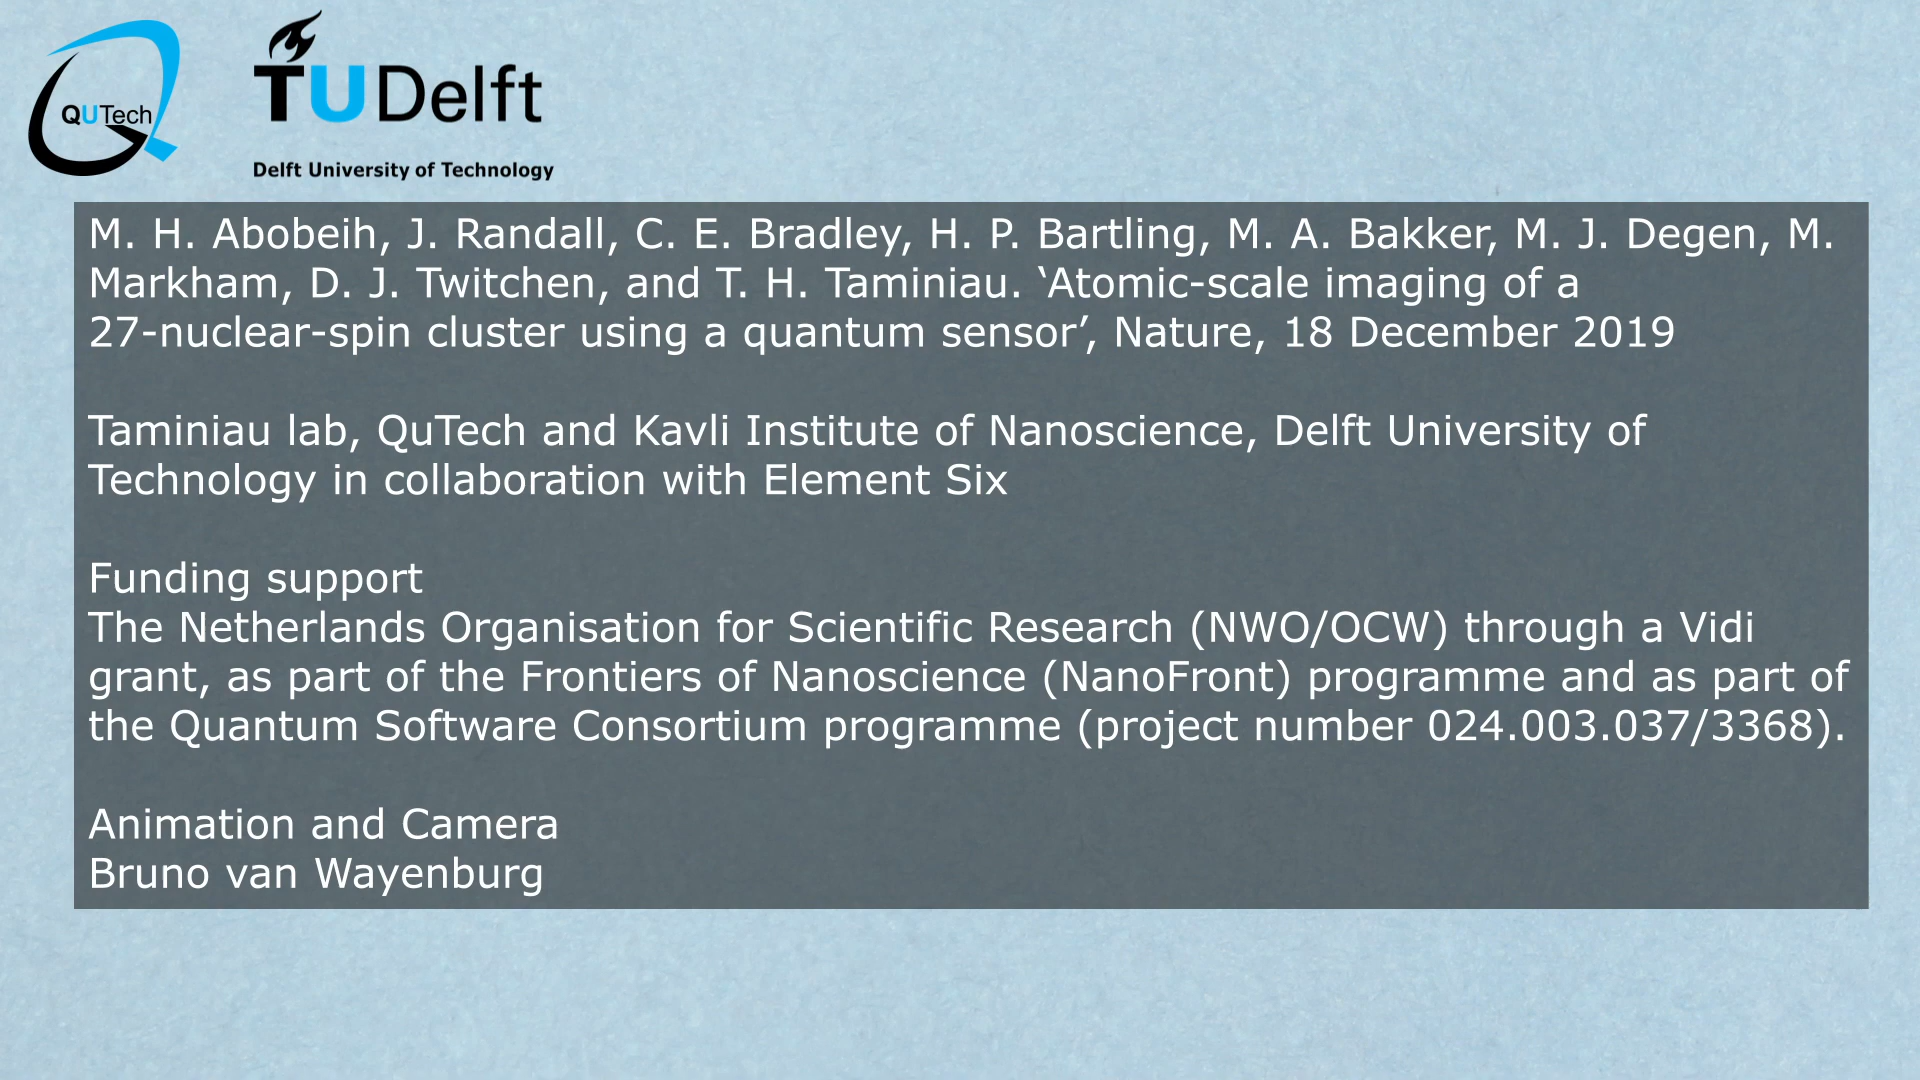 QUTech
TUDelft
Delft University of Technology
M. H. Abobeih, J. Randall, C. E. Bradley, H. P. Bartling, M. A. Bakker, M. J. Degen, M.
Markham, D. J. Twitchen, and T. H. Taminiau. ‘Atomic-scale imaging of a
27-nuclear-spin cluster using a quantum sensor’, Nature, 18 December 2019
Taminiau lab, QuTech and Kavli Institute of Nanoscience, Delft University of
Technology in collaboration with Element Six
Funding support
The Netherlands Organisation for Scientific Research (NWO/OCW) through a Vidi
grant, as part of the Frontiers of Nanoscience (NanoFront) programme and as part of
the Quantum Software Consortium programme (project number 024.003.037/3368).
Animation and Camera
Bruno van Wayenburg